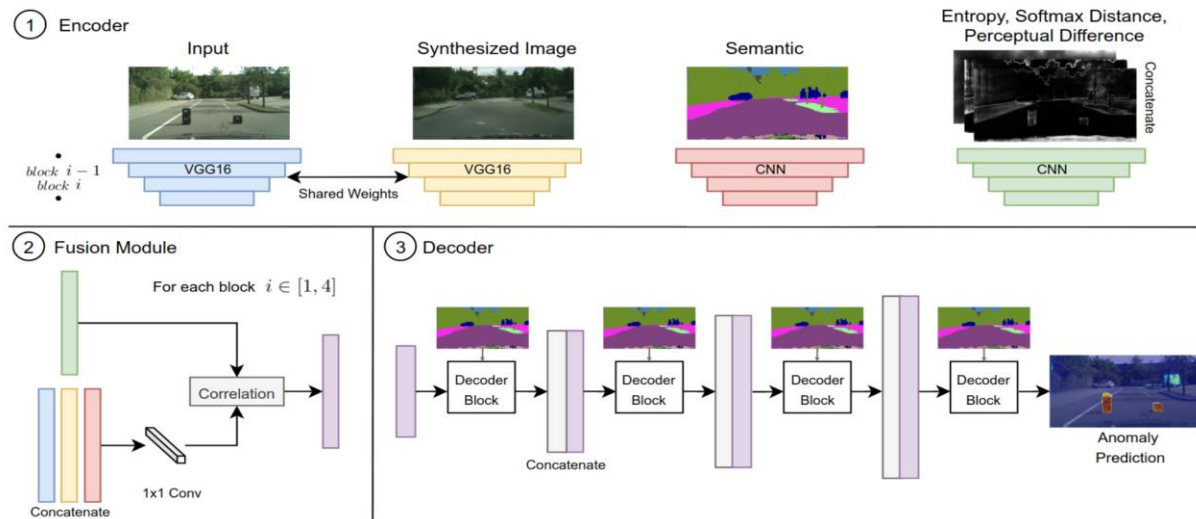 1 Encoder
Input
Synthesized Image
Semantic
Entropy, Softmax Distance,
Perceptual Difference
Concatenate
block i − 1
block i
VGG16
Shared Weights
VGG16
CNN
CNN
2 Fusion Module
For each block i ∈ [1, 4]
Correlation
1x1 Conv
Concatenate
3 Decoder
Decoder
Block
Concatenate
Decoder
Block
Decoder
Block
Decoder
Block
Anomaly
Prediction